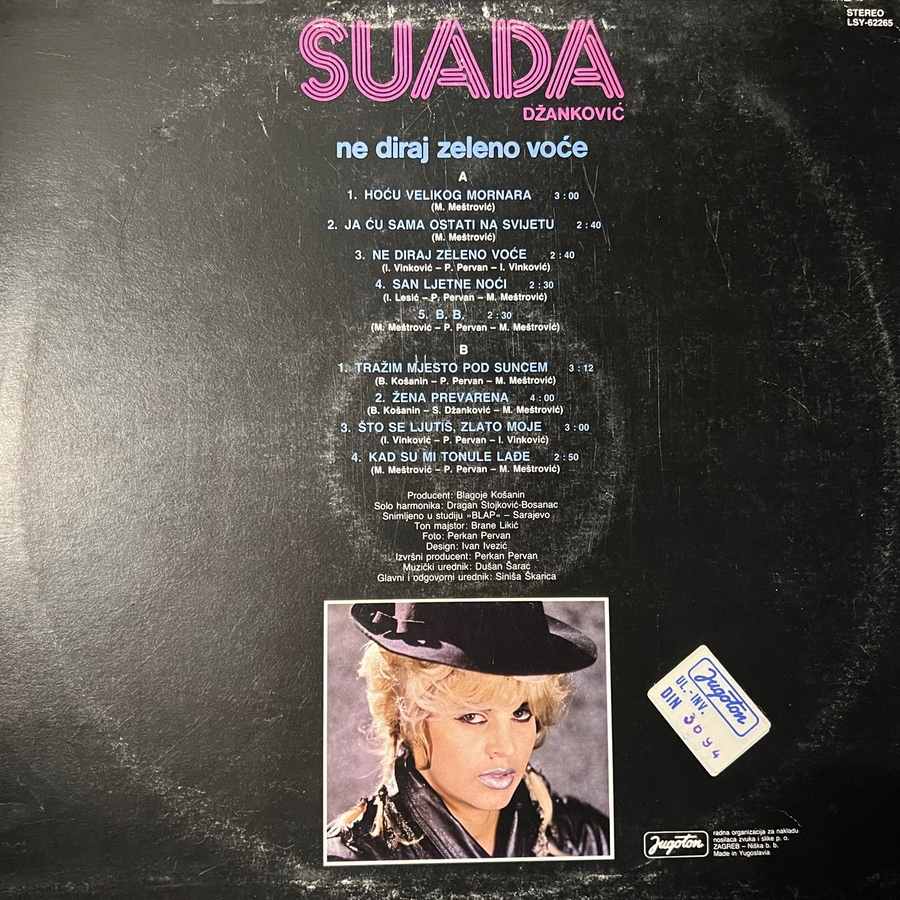 STEREO
LSY-62265
SUADA
DŽANKOVIĆ
ne diraj zeleno voće
A
1. HOĆU VELIKOG MORNARA 3:00
(M. Meštrović)
2. JA ĆU SAMA OSTATI NA SVIJETU 2:40
(M. Meštrović)
3. NE DIRAJ ZELENO VOĆE 2:40
(I. Vinković – P. Pervan – I. Vinković)
4. SAN LJETNE NOĆI 2:30
(I. Lesić – P. Pervan – M. Meštrović)
5. B. B. 2:30
(M. Meštrović – P. Pervan – M. Meštrović)
B
1. TRAŽIM MJESTO POD SUNCEM 3:12
(B. Košanin – P. Pervan – M. Meštrović)
2. ŽENA PREVARENA 4:00
(B. Košanin – S. Džanković – M. Meštrović)
3. ŠTO SE LJUTIŠ, ZLATO MOJE 3:00
(I. Vinković – P. Pervan – I. Vinković)
4. KAD SU MI TONULE LAĐE 2:50
(M. Meštrović – P. Pervan – M. Meštrović)
Producent: Blagoje Košanin
Solo harmonika: Dragan Stojković-Bosanac
Snimljeno u studiju »BLAP« – Sarajevo
Ton majstor: Brane Likić
Foto: Perkan Pervan
Design: Ivan Ivezić
Izvršni producent: Perkan Pervan
Muzički urednik: Dušan Šarac
Glavni i odgovorni urednik: Siniša Škarica
Jugoton
UL.-INV.
DIN 3094
Jugoton
radna organizacija za nakladu
nosilaca zvuka i slike p. o.
ZAGREB – Niška b. b.
Made in Yugoslavia